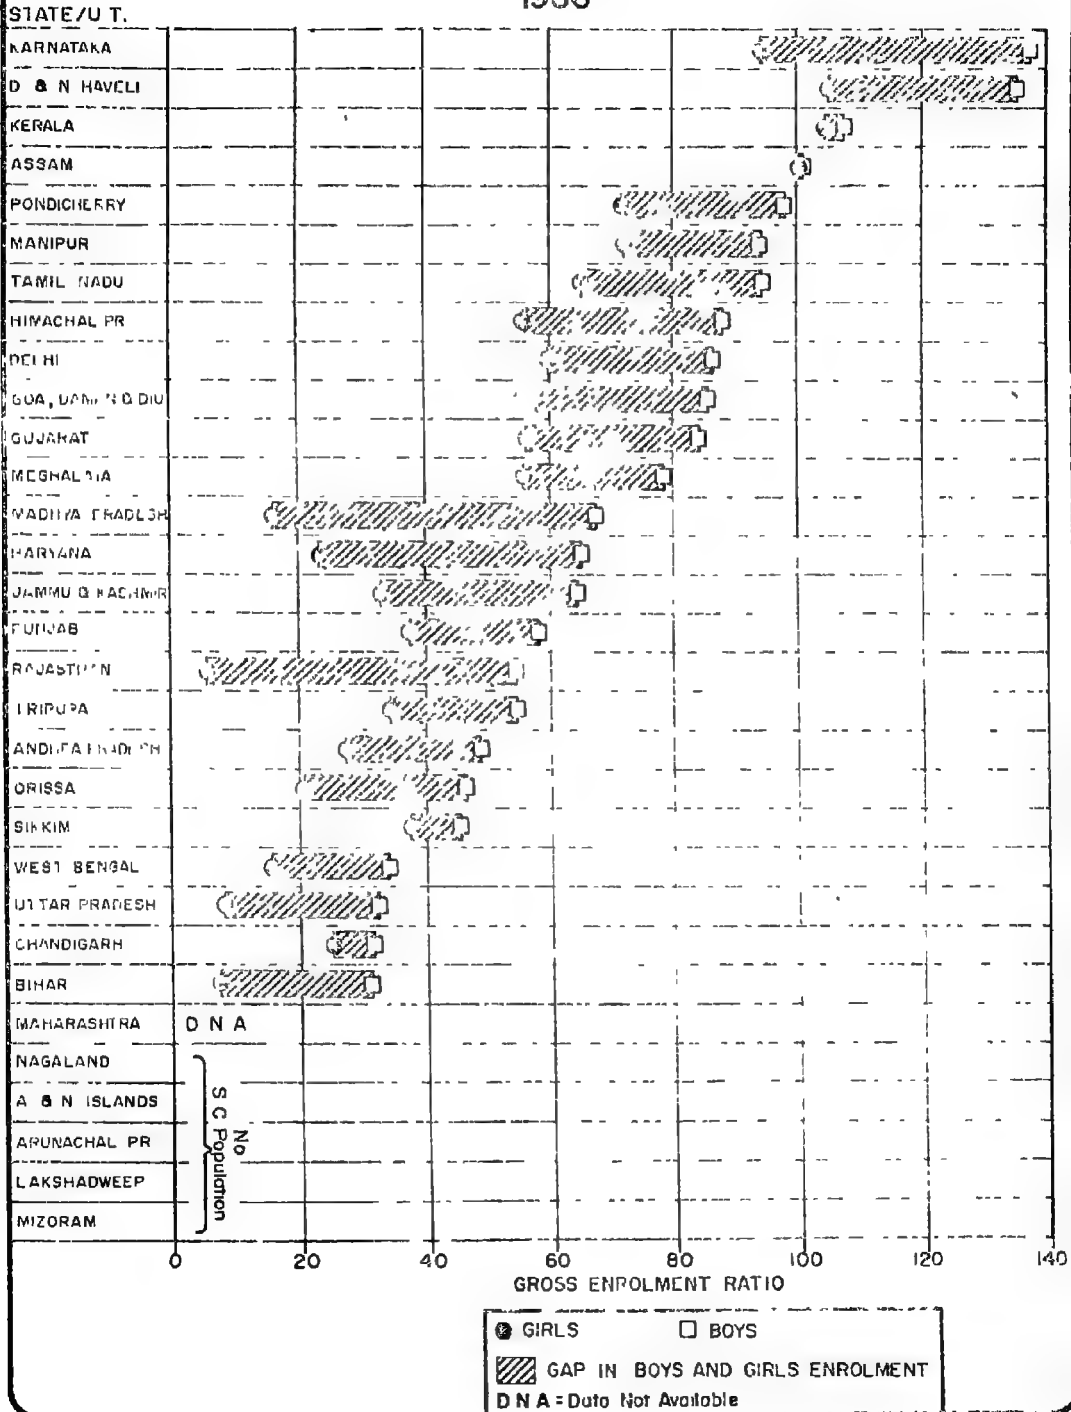 1986
STATE/U T.
KARNATAKA
D & N HAVELI
KERALA
ASSAM
PONDICHERRY
MANIPUR
TAMIL NADU
HIMACHAL PR
DELHI
GOA, DAMAN & DIU
GUJARAT
MEGHALAYA
MADHYA PRADESH
HARYANA
JAMMU & KASHMIR
PUNJAB
RAJASTHAN
TRIPURA
ANDHRA PRADESH
ORISSA
SIKKIM
WEST BENGAL
UTTAR PRADESH
CHANDIGARH
BIHAR
MAHARASHTRA D N A
NAGALAND
A & N ISLANDS
ARUNACHAL PR
LAKSHADWEEP
MIZORAM
No
S C Population
0 20 40 60 80 100 120 140
GROSS ENROLMENT RATIO
GIRLS BOYS
GAP IN BOYS AND GIRLS ENROLMENT
D N A = Data Not Available